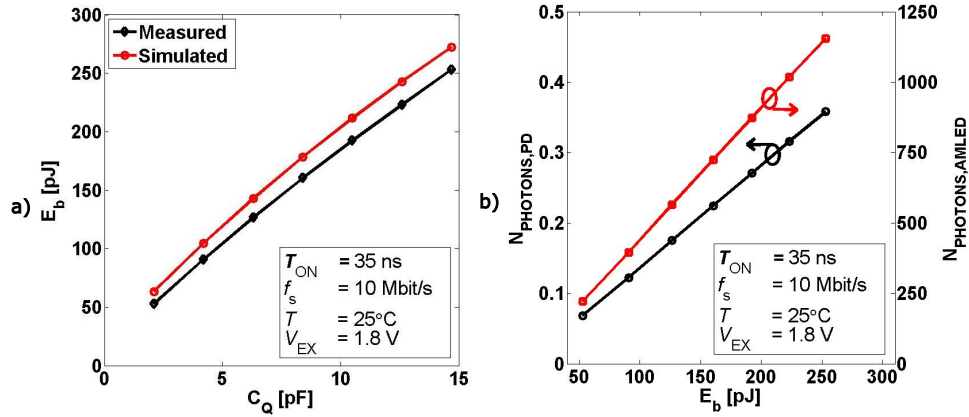 a)
E_b [pJ]
300
250
200
150
100
50
0
Measured
Simulated
T_ON = 35 ns
f_s = 10 Mbit/s
T = 25°C
V_EX = 1.8 V
0 5 10 15
C_Q [pF]
b)
N_PHOTONS,PD
0.5
0.4
0.3
0.2
0.1
0
T_ON = 35 ns
f_s = 10 Mbit/s
T = 25°C
V_EX = 1.8 V
1250
1000
750
500
250
0
N_PHOTONS,AMLED
50 100 150 200 250 300
E_b [pJ]